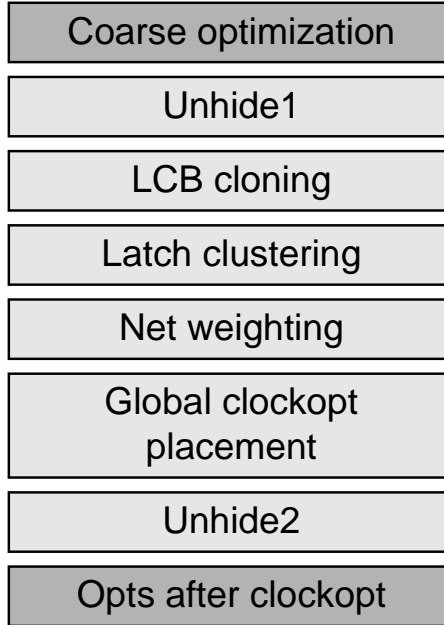 Coarse optimization
Unhide1
LCB cloning
Latch clustering
Net weighting
Global clockopt
placement
Unhide2
Opts after clockopt